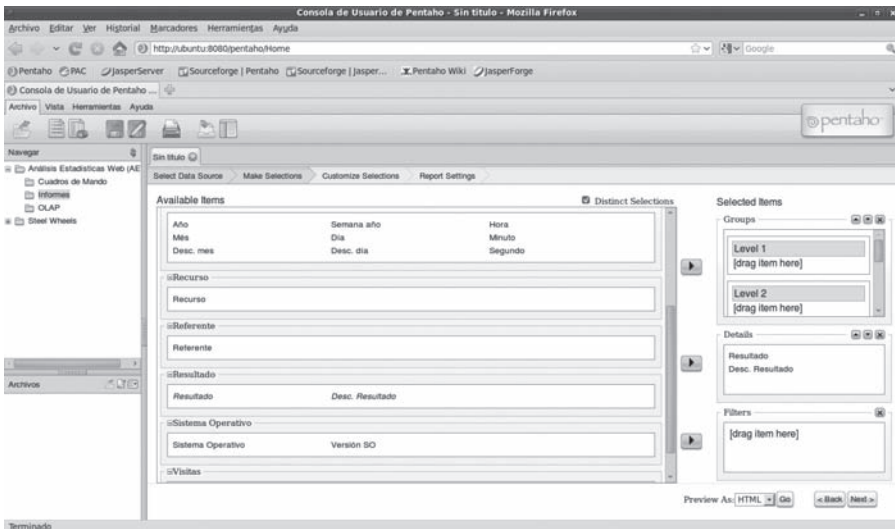 Consola de Usuario de Pentaho - Sin titulo - Mozilla Firefox
Archivo Editar Ver Historial Marcadores Herramientas Ayuda
http://ubuntu:8080/pentaho/Home
Google
Pentaho PAC JasperServer Sourceforge | Pentaho Sourceforge | Jasper... Pentaho Wiki JasperForge
Consola de Usuario de Pentaho ...
Archivo Vista Herramientas Ayuda
pentaho
Navegar
Análisis Estadísticas Web (AE
Cuadros de Mando
Informes
OLAP
Steel Wheels
Archivos
Sin titulo
Select Data Source Make Selections Customize Selections Report Settings
Available Items
Distinct Selections
Año Semana año Hora
Més Día Minuto
Desc. mes Desc. día Segundo
Recurso
Recurso
Referente
Referente
Resultado
Resultado Desc. Resultado
Sistema Operativo
Sistema Operativo Versión SO
Visitas
Selected Items
Groups
Level 1
[drag item here]
Level 2
[drag item here]
Details
Resultado
Desc. Resultado
Filters
[drag item here]
Preview As: HTML Go < Back Next >
Terminado